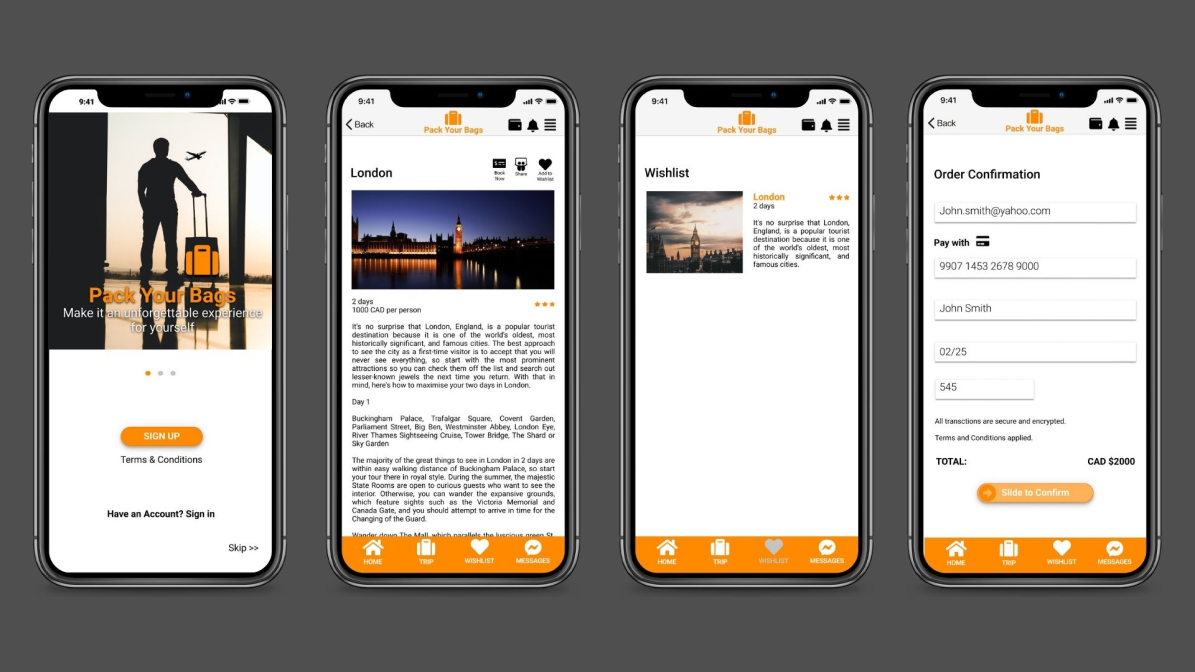 9:41
Pack Your Bags
Make it an unforgettable experience
for yourself
SIGN UP
Terms & Conditions
Have an Account? Sign in
Skip >>
9:41
Back
Pack Your Bags
London
Book
Now
Share
Add to
Wishlist
2 days
1000 CAD per person
It's no surprise that London, England, is a popular tourist
destination because it is one of the world's oldest, most
historically significant, and famous cities. The best approach
to see the city as a first-time visitor is to accept that you will
never see everything, so start with the most prominent
attractions so you can check them off the list and search out
lesser-known jewels the next time you return. With that in
mind, here's how to maximise your two days in London.
Day 1
Buckingham Palace, Trafalgar Square, Covent Garden,
Parliament Street, Big Ben, Westminster Abbey, London Eye,
River Thames Sightseeing Cruise, Tower Bridge, The Shard or
Sky Garden
The majority of the great things to see in London in 2 days are
within easy walking distance of Buckingham Palace, so start
your tour there in royal style. During the summer, the majestic
State Rooms are open to curious guests who want to see the
interior. Otherwise, you can wander the expansive grounds,
which feature sights such as the Victoria Memorial and
Canada Gate, and you should attempt to arrive in time for the
Changing of the Guard.
Wander down The Mall, which parallels the luscious green St.
HOME
TRIP
WISHLIST
MESSAGES
9:41
Pack Your Bags
Wishlist
London
2 days
It's no surprise that London,
England, is a popular tourist
destination because it is one
of the world's oldest, most
historically significant, and
famous cities.
HOME
TRIP
WISHLIST
MESSAGES
9:41
Back
Pack Your Bags
Order Confirmation
John.smith@yahoo.com
Pay with
9907 1453 2678 9000
John Smith
02/25
545
All transctions are secure and encrypted.
Terms and Conditions applied.
TOTAL: CAD $2000
Slide to Confirm
HOME
TRIP
WISHLIST
MESSAGES